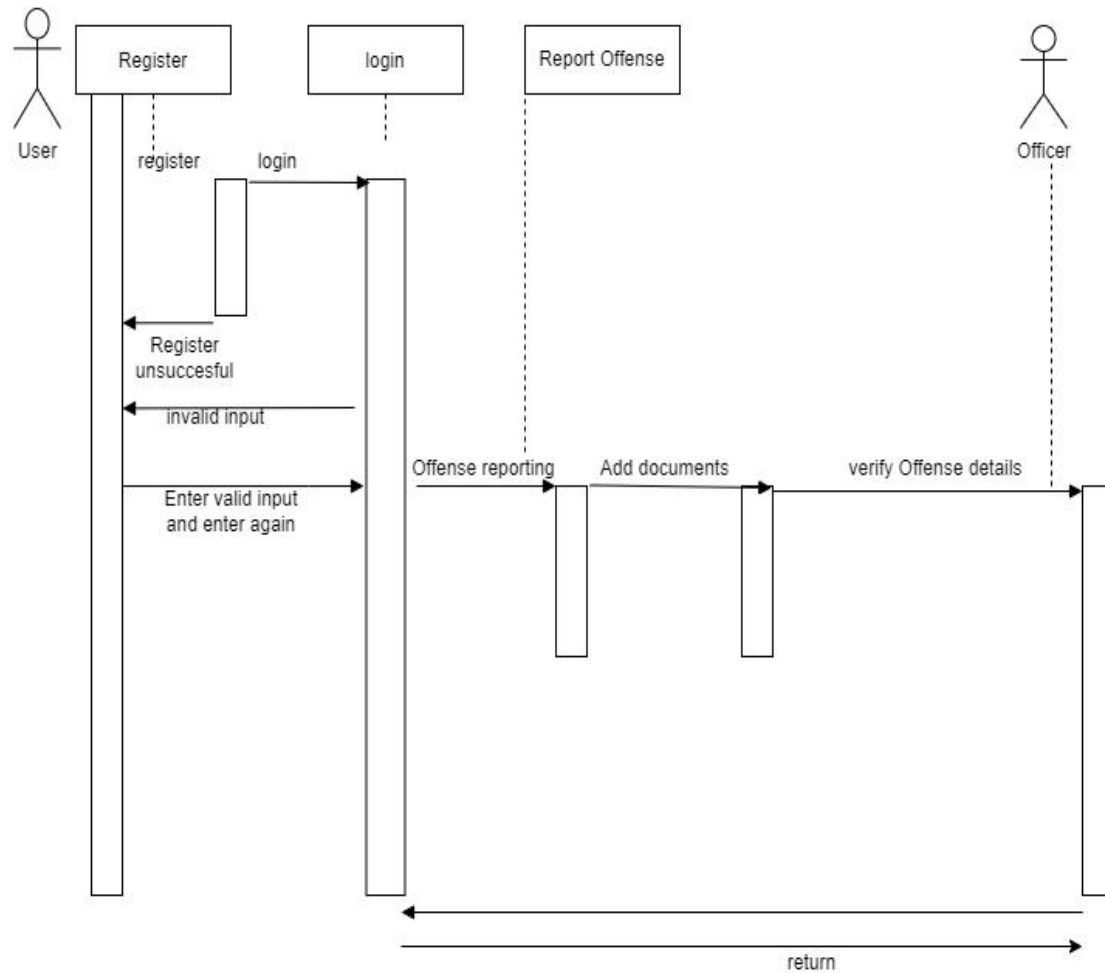 Register
login
Report Offense
User
Officer
register
login
Register
unsuccesful
invalid input
Offense reporting
Add documents
verify Offense details
Enter valid input
and enter again
return